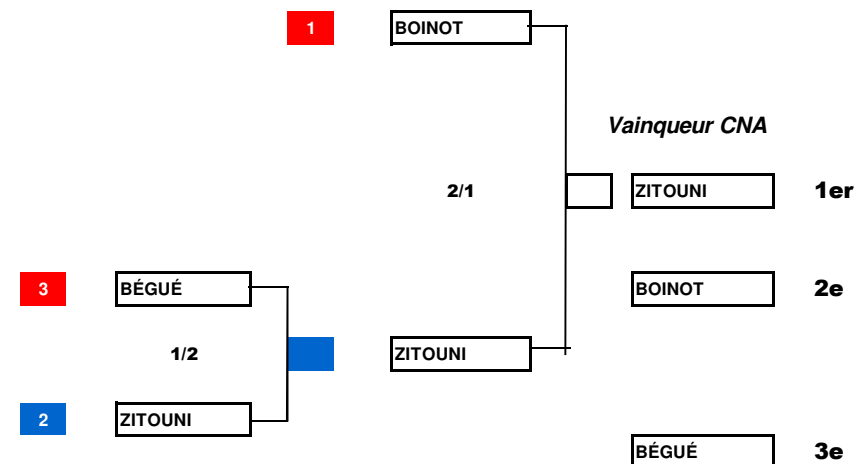 1 BOINOT
Vainqueur CNA
2/1 ZITOUNI 1er
3 BÉGUÉ BOINOT 2e
1/2 ZITOUNI
2 ZITOUNI
BÉGUÉ 3e